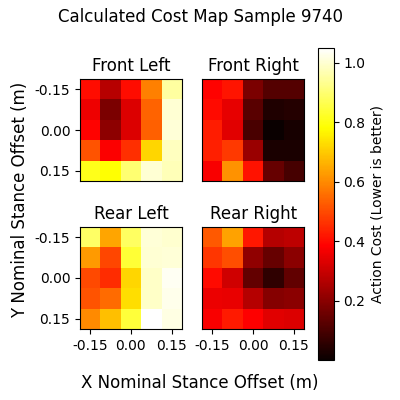 Calculated Cost Map Sample 9740
Front Left
Front Right
-0.15
0.00
0.15
Rear Left
Rear Right
-0.15
0.00
0.15
-0.15 0.00 0.15
-0.15 0.00 0.15
X Nominal Stance Offset (m)
Y Nominal Stance Offset (m)
1.0
0.8
0.6
0.4
0.2
Action Cost (Lower is better)